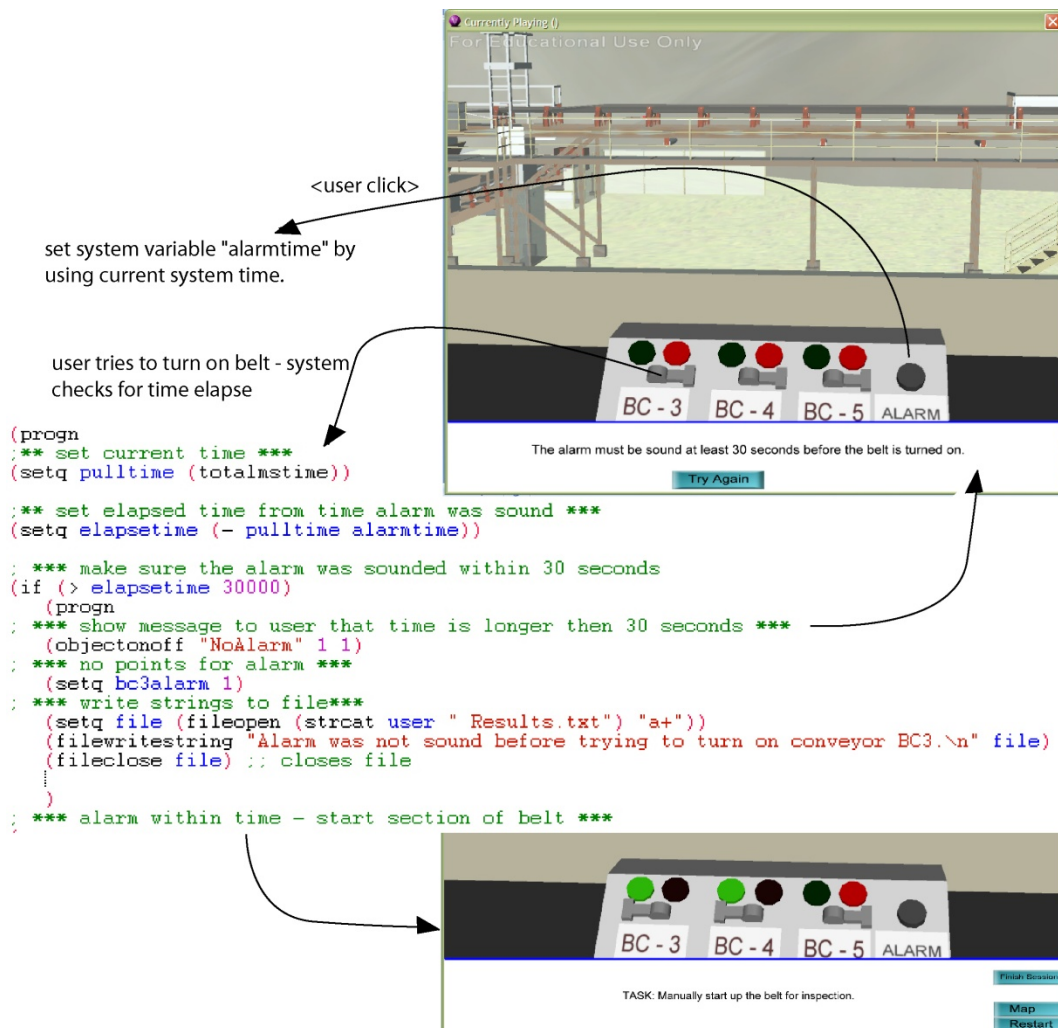 Currently Playing ()
For Educational Use Only
<user click>
set system variable "alarmtime" by
using current system time.
user tries to turn on belt - system
checks for time elapse
BC - 3
BC - 4
BC - 5
ALARM
The alarm must be sound at least 30 seconds before the belt is turned on.
Try Again
(progn
;** set current time ***
(setq pulltime (totalmstime))
;** set elapsed time from time alarm was sound ***
(setq elapsetime (- pulltime alarmtime))
; *** make sure the alarm was sounded within 30 seconds
(if (> elapsetime 30000)
(progn
; *** show message to user that time is longer then 30 seconds ***
(objectonoff "NoAlarm" 1 1)
; *** no points for alarm ***
(setq bc3alarm 1)
; *** write strings to file***
(setq file (fileopen (strcat user " Results.txt") "a+"))
(filewritestring "Alarm was not sound before trying to turn on conveyor BC3.\n" file)
(fileclose file) ;; closes file
)
; *** alarm within time - start section of belt ***
BC - 3
BC - 4
BC - 5
ALARM
TASK: Manually start up the belt for inspection.
Finish Session
Map
Restart